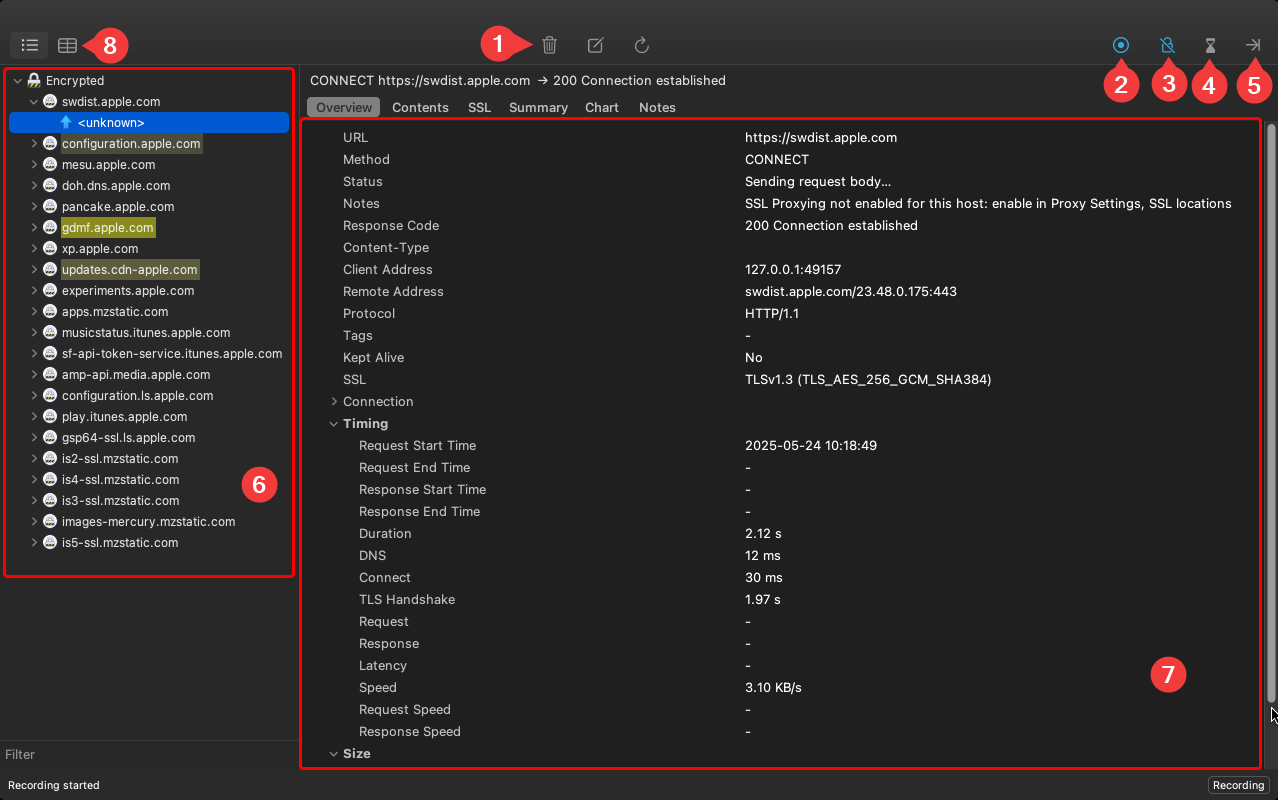 8
1
2
3
4
5
Encrypted
swdist.apple.com
<unknown>
configuration.apple.com
mesu.apple.com
doh.dns.apple.com
pancake.apple.com
gdmf.apple.com
xp.apple.com
updates.cdn-apple.com
experiments.apple.com
apps.mzstatic.com
musicstatus.itunes.apple.com
sf-api-token-service.itunes.apple.com
amp-api.media.apple.com
configuration.ls.apple.com
play.itunes.apple.com
gsp64-ssl.ls.apple.com
is2-ssl.mzstatic.com
is4-ssl.mzstatic.com
is3-ssl.mzstatic.com
images-mercury.mzstatic.com
is5-ssl.mzstatic.com
6
Filter
CONNECT https://swdist.apple.com → 200 Connection established
Overview Contents SSL Summary Chart Notes
URL https://swdist.apple.com
Method CONNECT
Status Sending request body…
Notes SSL Proxying not enabled for this host: enable in Proxy Settings, SSL locations
Response Code 200 Connection established
Content-Type
Client Address 127.0.0.1:49157
Remote Address swdist.apple.com/23.48.0.175:443
Protocol HTTP/1.1
Tags -
Kept Alive No
SSL TLSv1.3 (TLS_AES_256_GCM_SHA384)
Connection
Timing
Request Start Time 2025-05-24 10:18:49
Request End Time -
Response Start Time -
Response End Time -
Duration 2.12 s
DNS 12 ms
Connect 30 ms
TLS Handshake 1.97 s
Request -
Response -
Latency -
7
Speed 3.10 KB/s
Request Speed -
Response Speed -
Size
Recording started
Recording